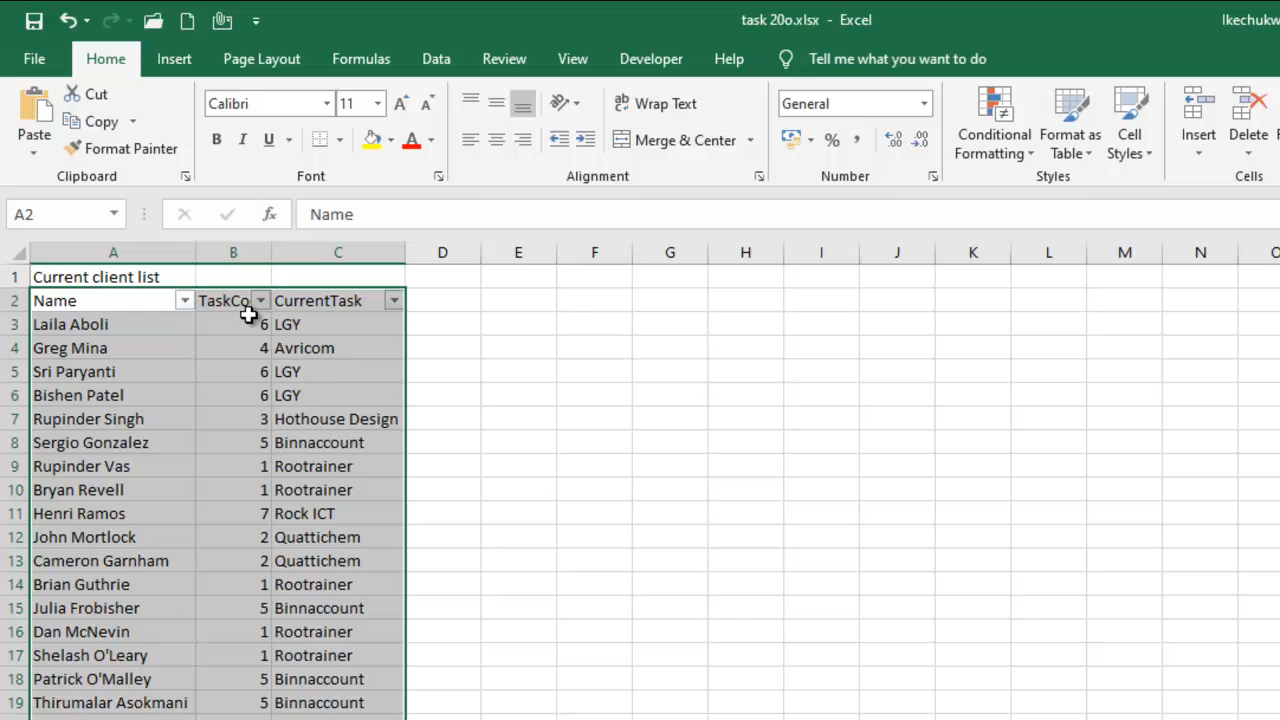 task 20o.xlsx - Excel
Ikechukw
File Home Insert Page Layout Formulas Data Review View Developer Help Tell me what you want to do
Cut
Copy
Format Painter
Paste
Clipboard
Calibri 11
B I U A
Font
Wrap Text
Merge & Center
Alignment
General
%
Number
Conditional Formatting
Format as Table
Cell Styles
Styles
Insert Delete
Cells
A2 fx Name
A B C D E F G H I J K L M N O
1 Current client list
2 Name TaskCo CurrentTask
3 Laila Aboli 6 LGY
4 Greg Mina 4 Avricom
5 Sri Paryanti 6 LGY
6 Bishen Patel 6 LGY
7 Rupinder Singh 3 Hothouse Design
8 Sergio Gonzalez 5 Binnaccount
9 Rupinder Vas 1 Rootrainer
10 Bryan Revell 1 Rootrainer
11 Henri Ramos 7 Rock ICT
12 John Mortlock 2 Quattichem
13 Cameron Garnham 2 Quattichem
14 Brian Guthrie 1 Rootrainer
15 Julia Frobisher 5 Binnaccount
16 Dan McNevin 1 Rootrainer
17 Shelash O'Leary 1 Rootrainer
18 Patrick O'Malley 5 Binnaccount
19 Thirumalar Asokmani 5 Binnaccount